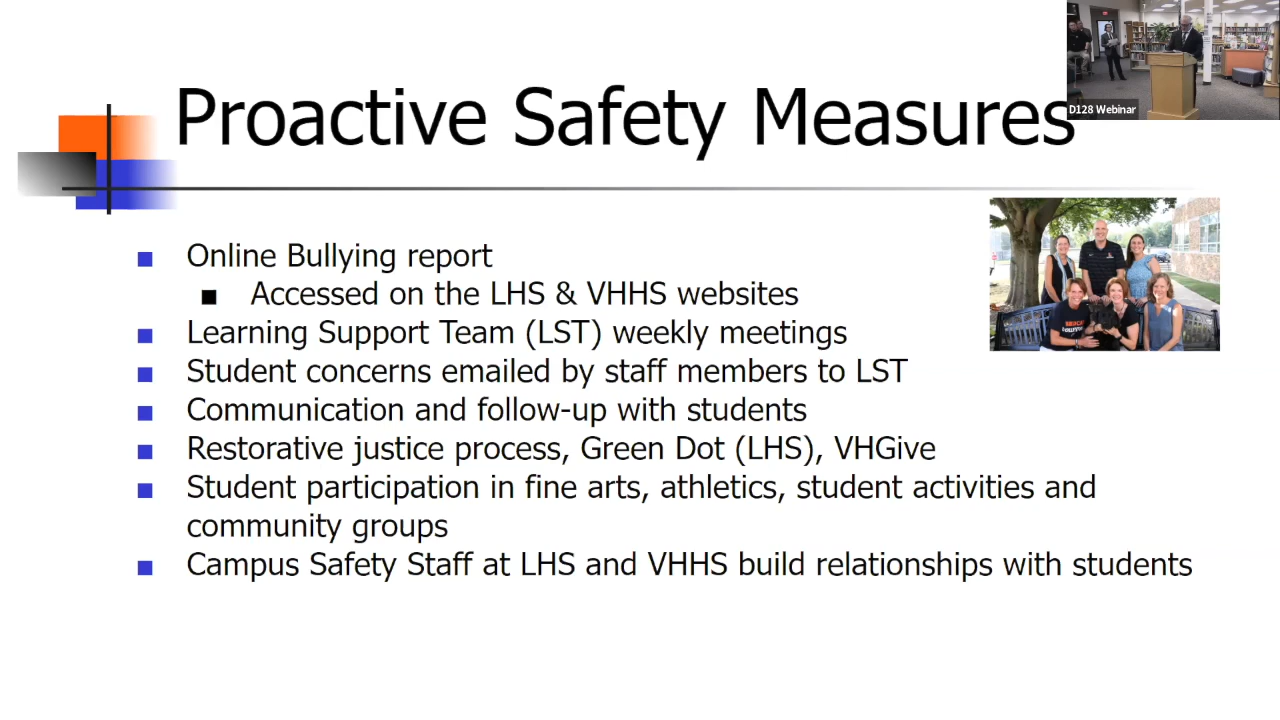 D128 Webinar
Proactive Safety Measures
Online Bullying report
Accessed on the LHS & VHHS websites
Learning Support Team (LST) weekly meetings
Student concerns emailed by staff members to LST
Communication and follow-up with students
Restorative justice process, Green Dot (LHS), VHGive
Student participation in fine arts, athletics, student activities and
community groups
Campus Safety Staff at LHS and VHHS build relationships with students